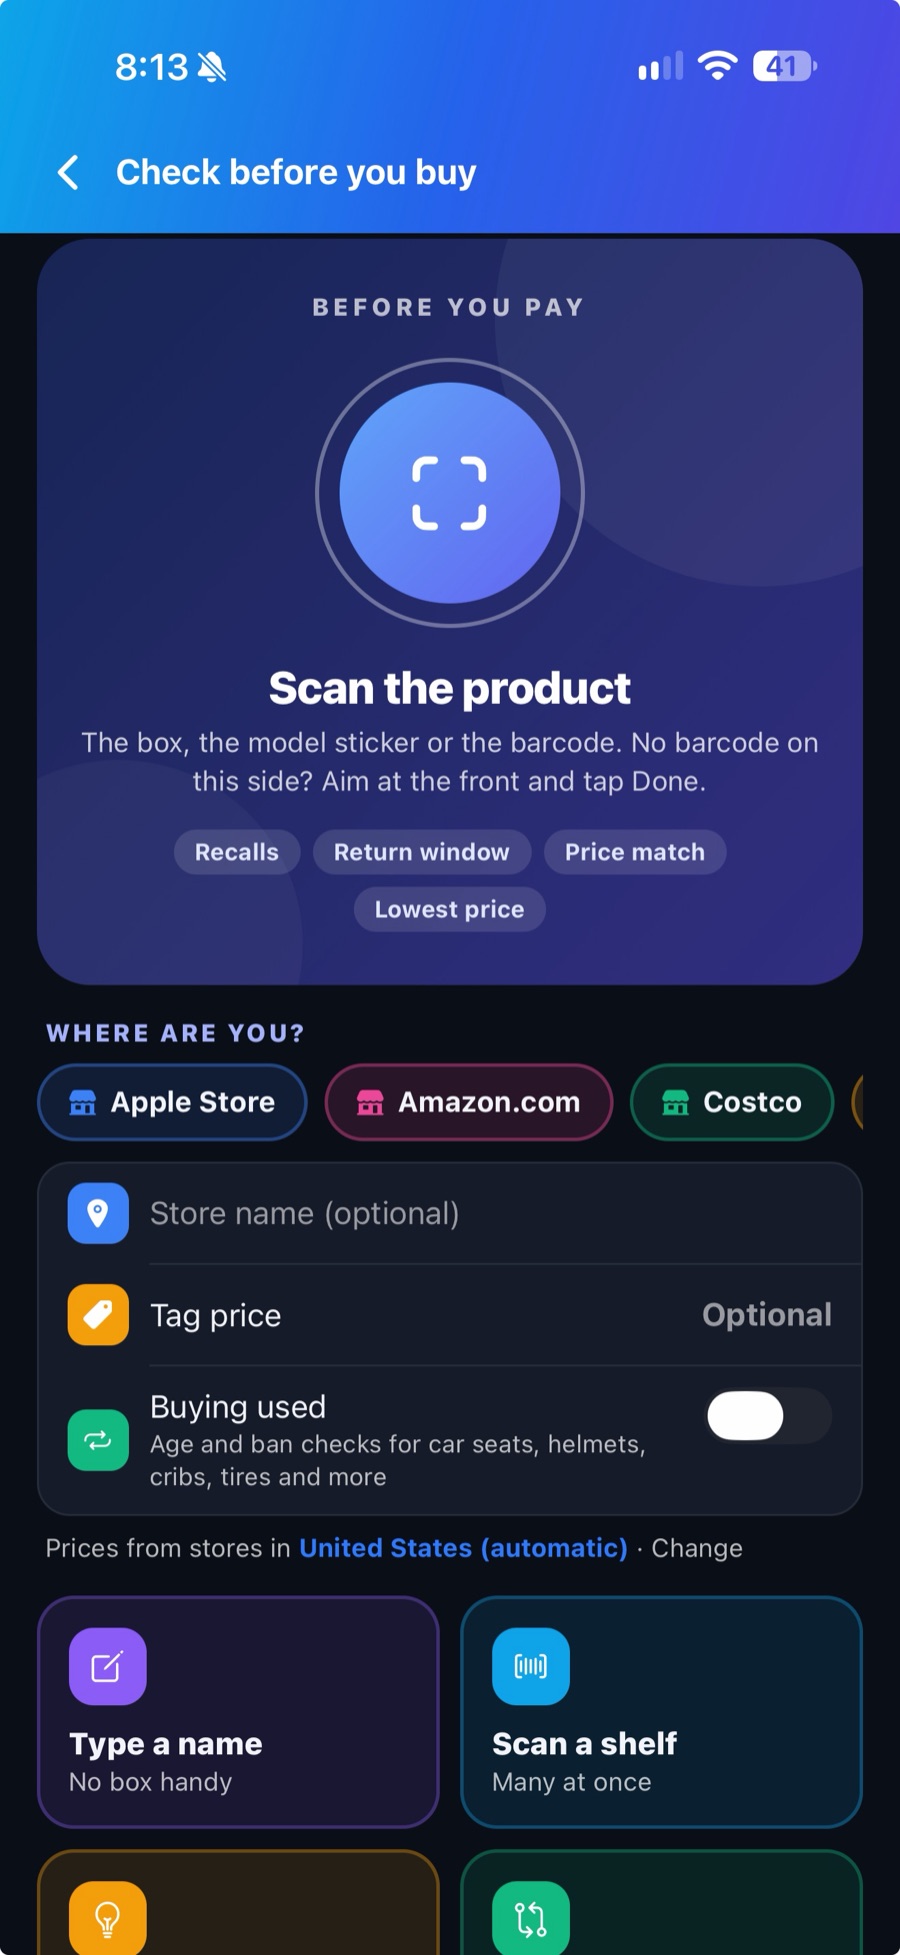 8:13
41
Check before you buy
BEFORE YOU PAY
Scan the product
The box, the model sticker or the barcode. No barcode on
this side? Aim at the front and tap Done.
Recalls
Return window
Price match
Lowest price
WHERE ARE YOU?
Apple Store
Amazon.com
Costco
Store name (optional)
Tag price
Optional
Buying used
Age and ban checks for car seats, helmets,
cribs, tires and more
Prices from stores in United States (automatic) · Change
Type a name
No box handy
Scan a shelf
Many at once